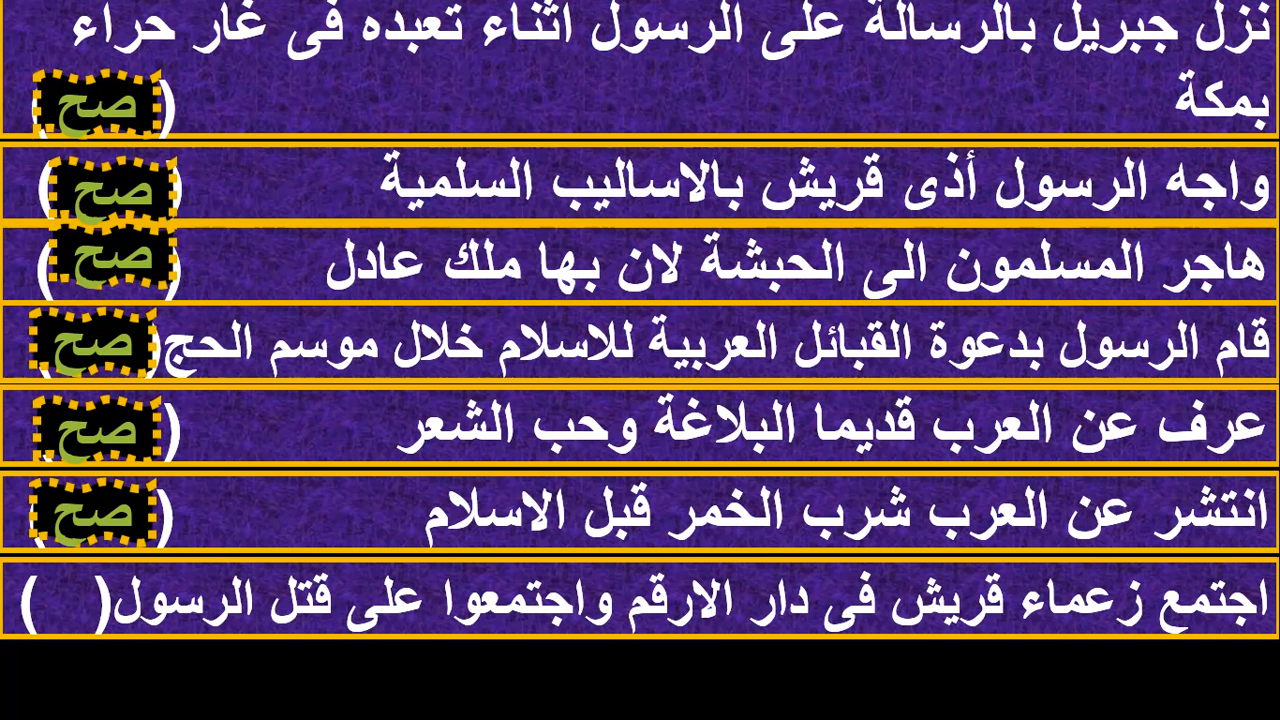 نزل جبريل بالرسالة على الرسول اثناء تعبده فى غار حراء
بمكة ( صح )
واجه الرسول أذى قريش بالاساليب السلمية ( صح )
هاجر المسلمون الى الحبشة لان بها ملك عادل ( صح )
قام الرسول بدعوة القبائل العربية للاسلام خلال موسم الحج( صح )
عرف عن العرب قديما البلاغة وحب الشعر ( صح )
انتشر عن العرب شرب الخمر قبل الاسلام ( صح )
اجتمع زعماء قريش فى دار الارقم واجتمعوا على قتل الرسول( )